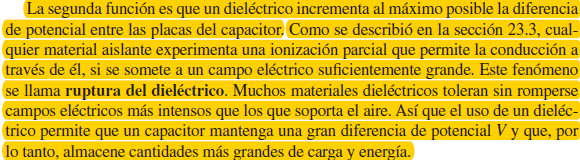 La segunda función es que un dieléctrico incrementa al máximo posible la diferencia
de potencial entre las placas del capacitor. Como se describió en la sección 23.3, cual-
quier material aislante experimenta una ionización parcial que permite la conducción a
través de él, si se somete a un campo eléctrico suficientemente grande. Este fenómeno
se llama ruptura del dieléctrico. Muchos materiales dieléctricos toleran sin romperse
campos eléctricos más intensos que los que soporta el aire. Así que el uso de un dieléc-
trico permite que un capacitor mantenga una gran diferencia de potencial V y que, por
lo tanto, almacene cantidades más grandes de carga y energía.